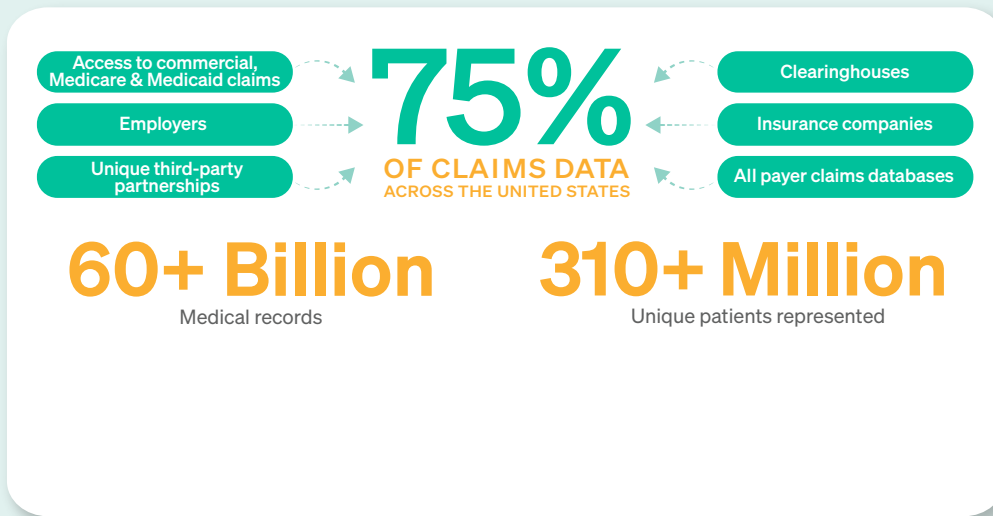 Access to commercial,
Medicare & Medicaid claims
Employers
Unique third-party
partnerships
75%
OF CLAIMS DATA
ACROSS THE UNITED STATES
Clearinghouses
Insurance companies
All payer claims databases
60+ Billion
Medical records
310+ Million
Unique patients represented